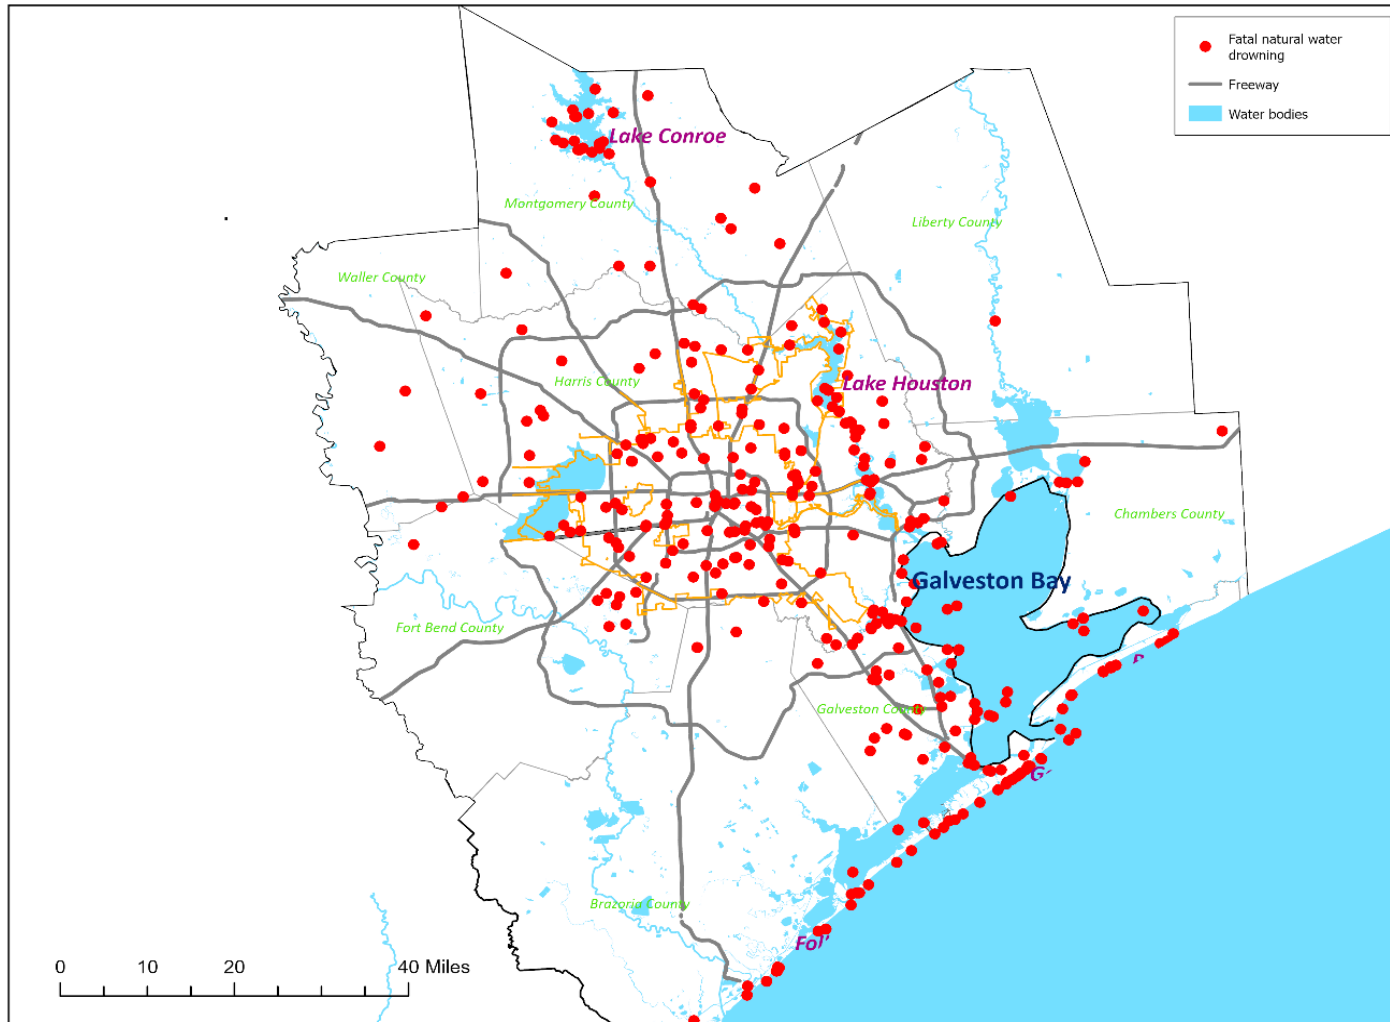 Fatal natural water
drowning
Freeway
Water bodies
Lake Conroe
Montgomery County
Liberty County
Waller County
Harris County
Lake Houston
Chambers County
Galveston Bay
Fort Bend County
Galveston County
Brazoria County
0 10 20 40 Miles